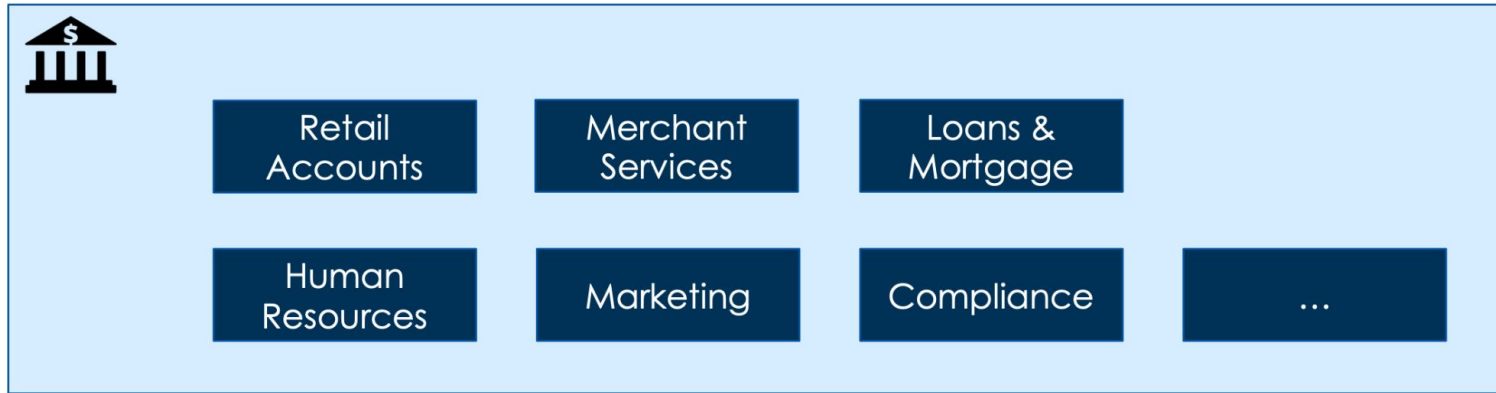 $
Retail
Accounts
Merchant
Services
Loans &
Mortgage
Human
Resources
Marketing
Compliance
...